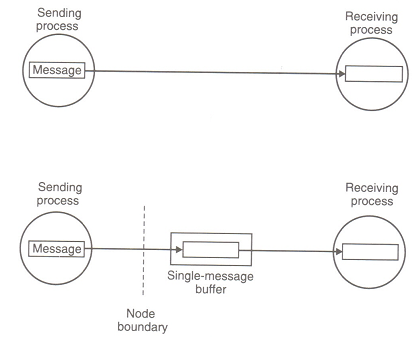 Sending
process
Receiving
process
Message
Sending
process
Receiving
process
Message
Single-message
buffer
Node
boundary